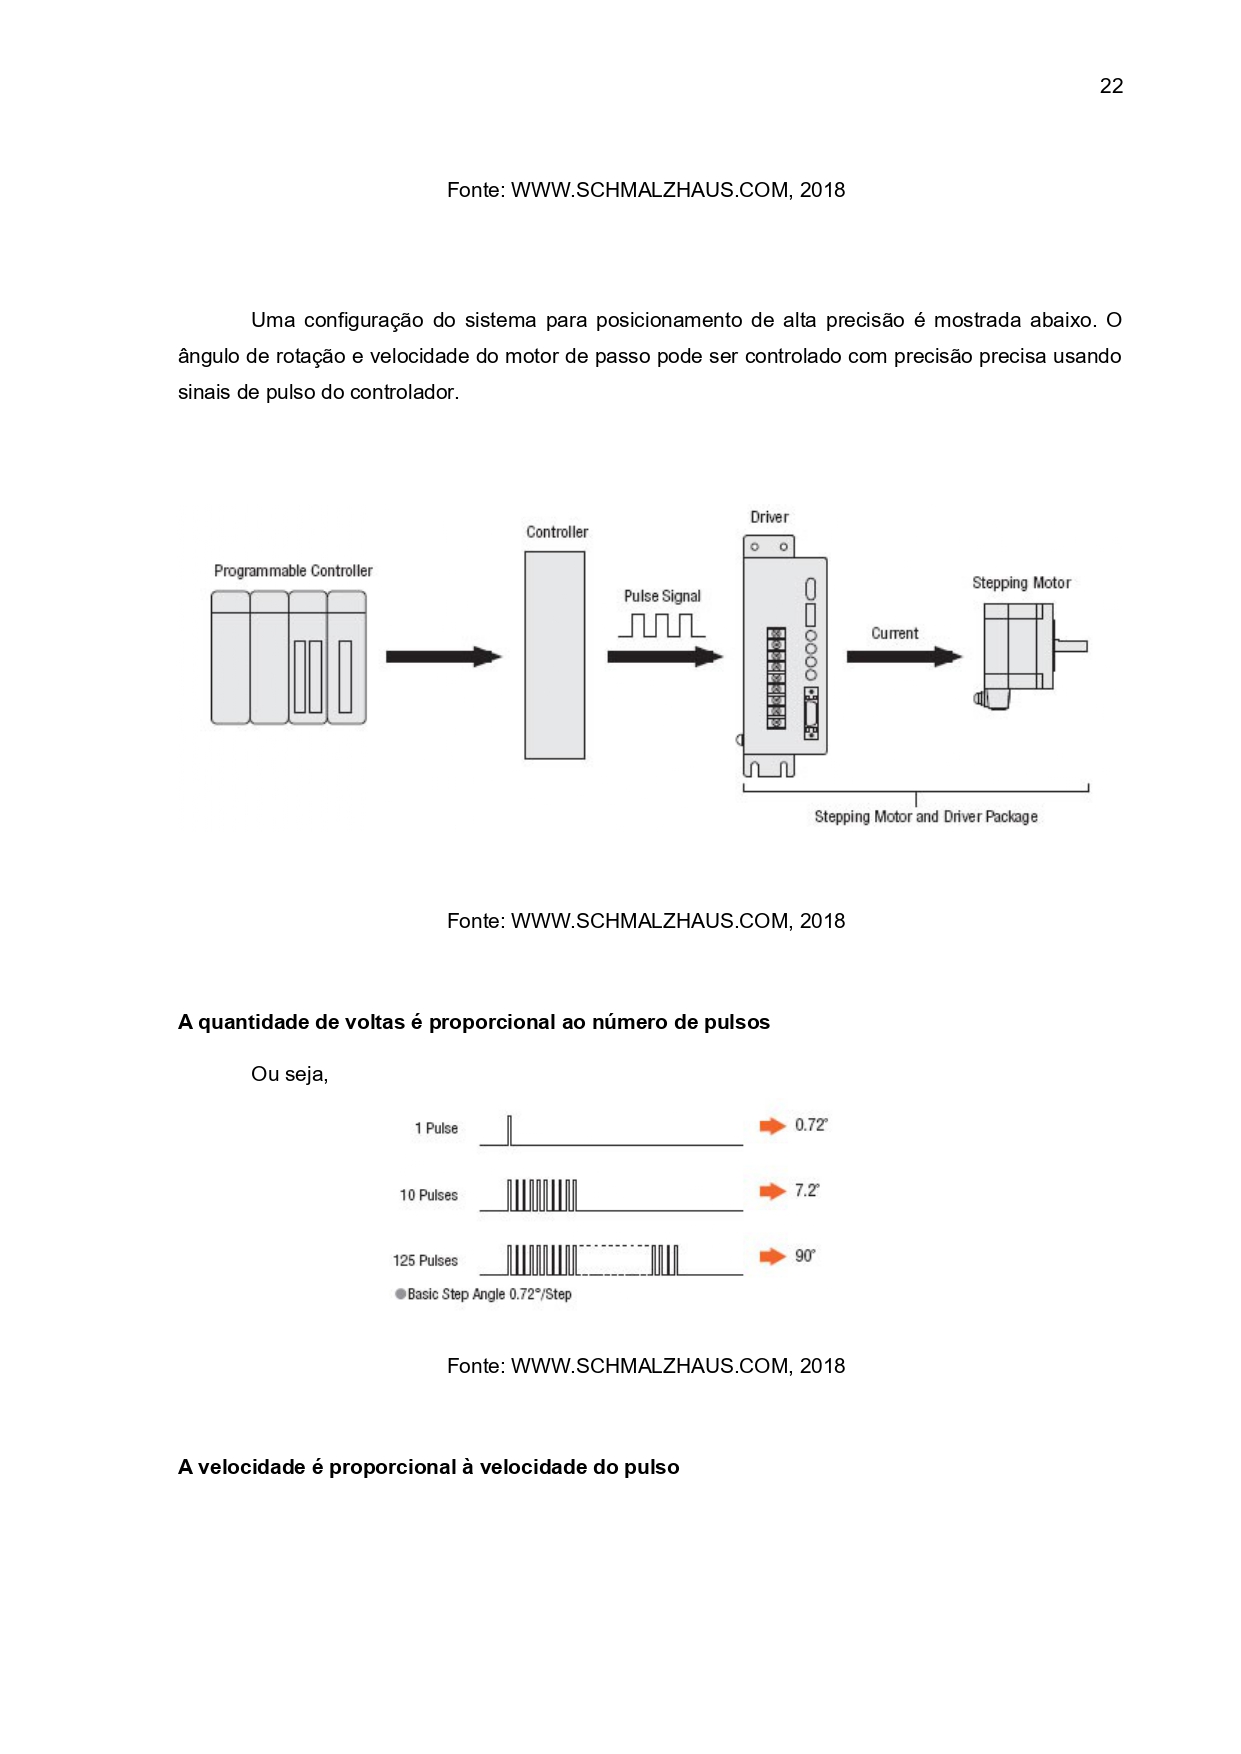 22
Fonte: WWW.SCHMALZHAUS.COM, 2018
Uma configuração do sistema para posicionamento de alta precisão é mostrada abaixo. O
ângulo de rotação e velocidade do motor de passo pode ser controlado com precisão precisa usando
sinais de pulso do controlador.
Driver
Controller
Programmable Controller
Stepping Motor
Pulse Signal
Current
Stepping Motor and Driver Package
Fonte: WWW.SCHMALZHAUS.COM, 2018
A quantidade de voltas é proporcional ao número de pulsos
Ou seja,
1 Pulse 0.72°
10 Pulses 7.2°
125 Pulses 90°
●Basic Step Angle 0.72°/Step
Fonte: WWW.SCHMALZHAUS.COM, 2018
A velocidade é proporcional à velocidade do pulso